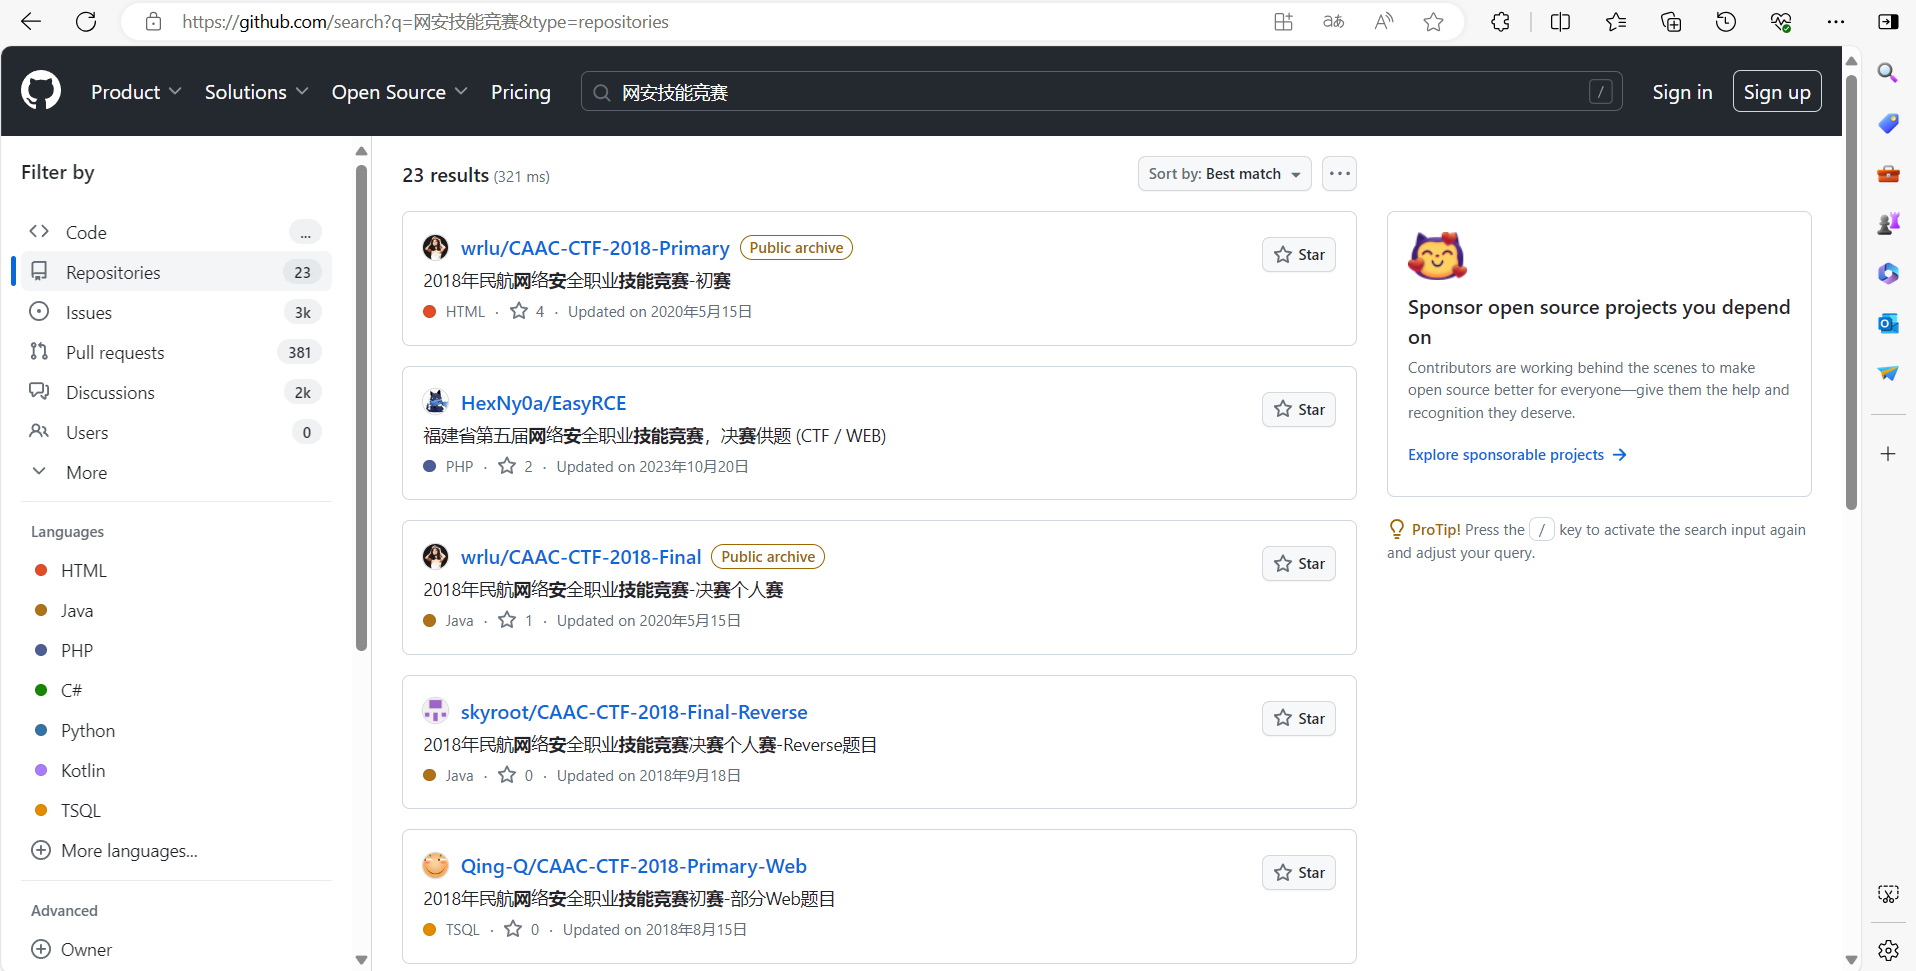 https://github.com/search?q=网安技能竞赛&type=repositories
Product
Solutions
Open Source
Pricing
网安技能竞赛
/
Sign in
Sign up
Filter by
Code
...
Repositories
23
Issues
3k
Pull requests
381
Discussions
2k
Users
0
More
Languages
HTML
Java
PHP
C#
Python
Kotlin
TSQL
More languages...
Advanced
Owner
23 results (321 ms)
Sort by: Best match
wrlu/CAAC-CTF-2018-Primary
Public archive
Star
2018年民航网络安全职业技能竞赛-初赛
HTML · 4 · Updated on 2020年5月15日
HexNy0a/EasyRCE
Star
福建省第五届网络安全职业技能竞赛，决赛供题 (CTF / WEB)
PHP · 2 · Updated on 2023年10月20日
wrlu/CAAC-CTF-2018-Final
Public archive
Star
2018年民航网络安全职业技能竞赛-决赛个人赛
Java · 1 · Updated on 2020年5月15日
skyroot/CAAC-CTF-2018-Final-Reverse
Star
2018年民航网络安全职业技能竞赛决赛个人赛-Reverse题目
Java · 0 · Updated on 2018年9月18日
Qing-Q/CAAC-CTF-2018-Primary-Web
Star
2018年民航网络安全职业技能竞赛初赛-部分Web题目
TSQL · 0 · Updated on 2018年8月15日
Sponsor open source projects you depend
on
Contributors are working behind the scenes to make
open source better for everyone—give them the help and
recognition they deserve.
Explore sponsorable projects
ProTip! Press the / key to activate the search input again
and adjust your query.